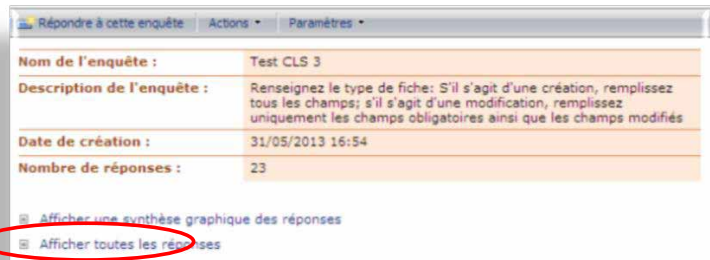 Répondre à cette enquête Actions Paramètres
Nom de l'enquête : Test CLS 3
Description de l'enquête : Renseignez le type de fiche: S'il s'agit d'une création, remplissez
tous les champs; s'il s'agit d'une modification, remplissez
uniquement les champs obligatoires ainsi que les champs modifiés
Date de création : 31/05/2013 16:54
Nombre de réponses : 23
Afficher une synthèse graphique des réponses
Afficher toutes les réponses